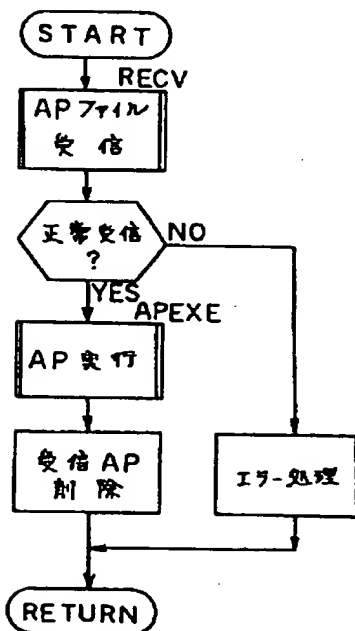 START
RECV
APファイル
受信
正常受信
?
NO
YES
APEXE
AP実行
受信AP
削除
エラー処理
RETURN